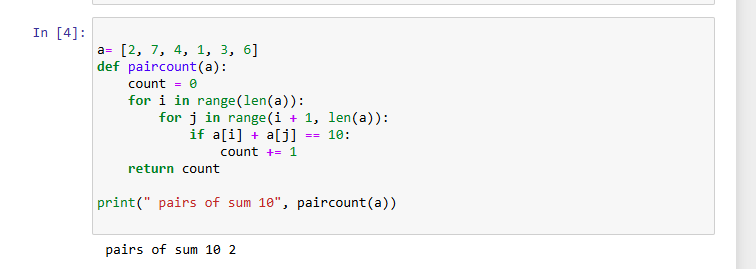 In [4]:
a= [2, 7, 4, 1, 3, 6]
def paircount(a):
    count = 0
    for i in range(len(a)):
        for j in range(i + 1, len(a)):
            if a[i] + a[j] == 10:
                count += 1
    return count

print(" pairs of sum 10", paircount(a))

 pairs of sum 10 2